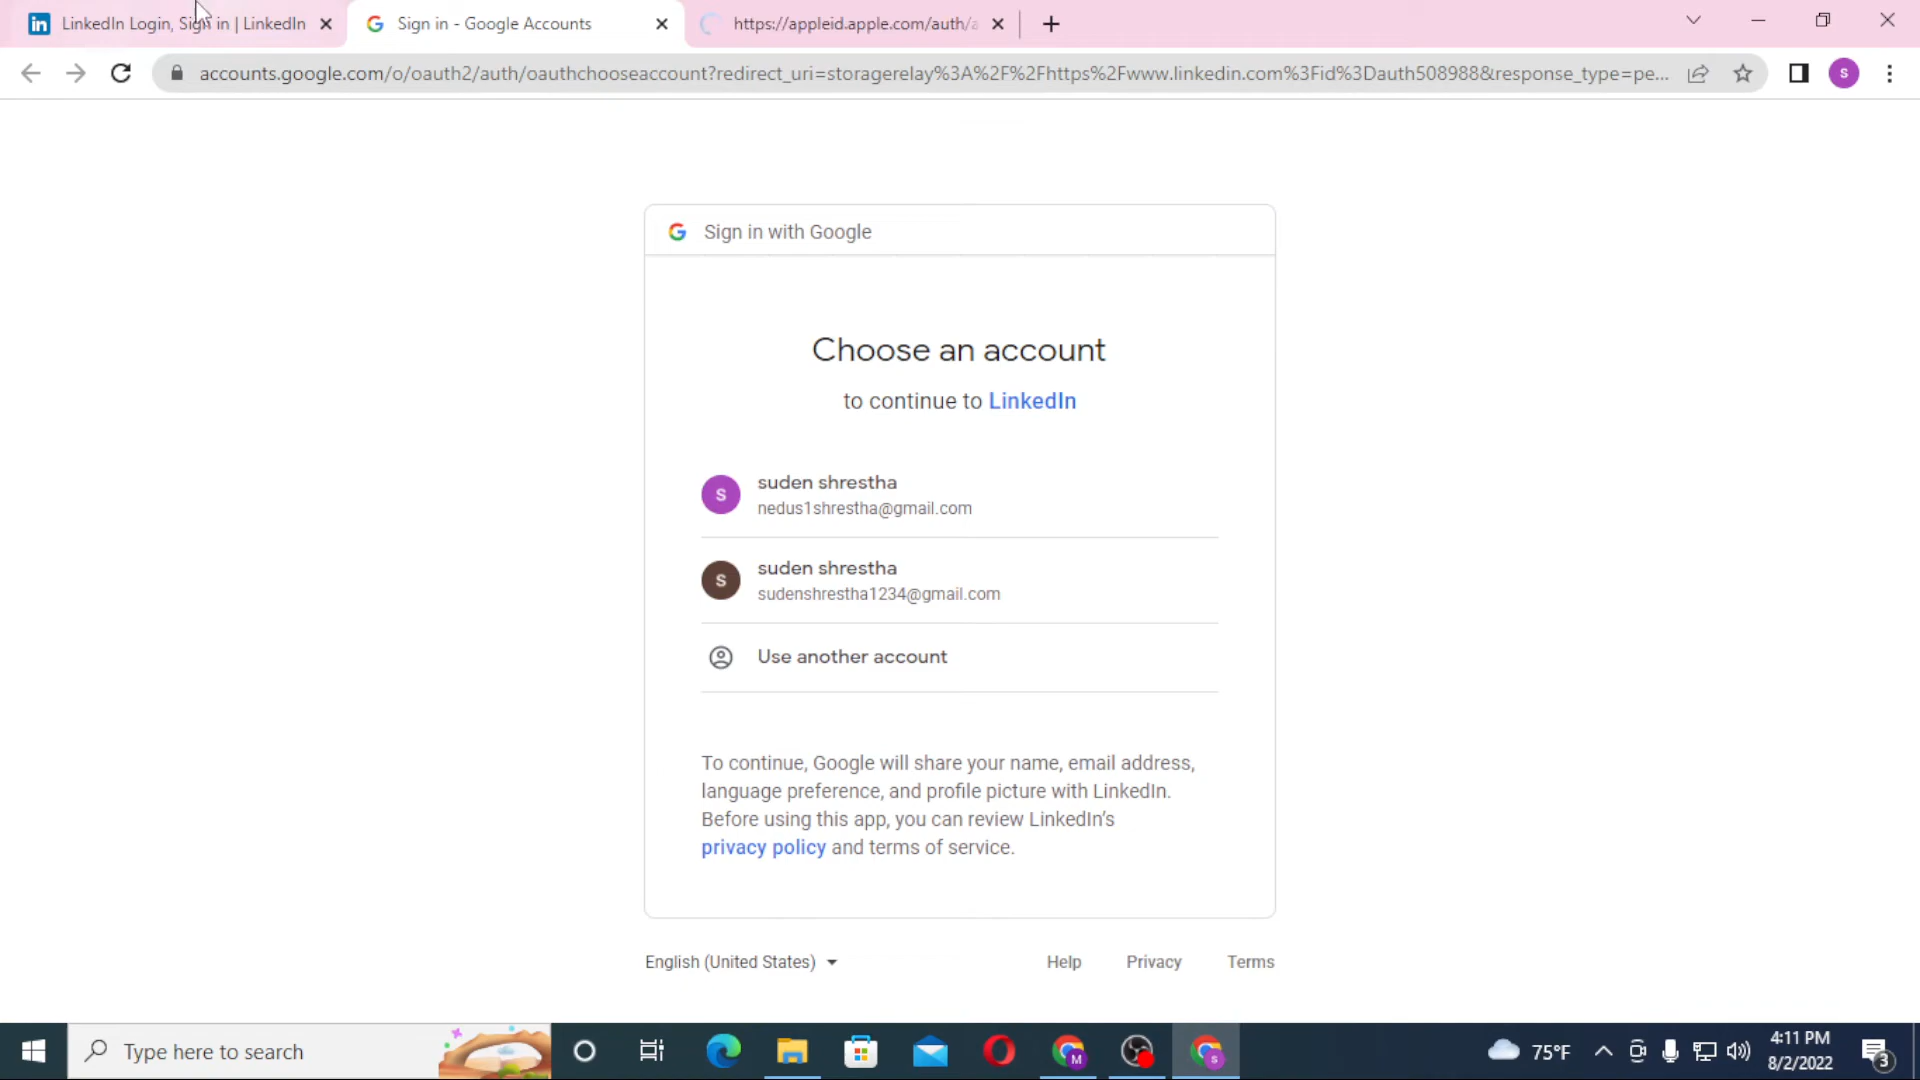 LinkedIn Login, Sign in | LinkedIn
Sign in - Google Accounts
https://appleid.apple.com/auth/a
accounts.google.com/o/oauth2/auth/oauthchooseaccount?redirect_uri=storagerelay%3A%2F%2Fhttps%2Fwww.linkedin.com%3Fid%3Dauth508988&response_type=pe...
S
Sign in with Google
Choose an account
to continue to LinkedIn
S
suden shrestha
nedus1shrestha@gmail.com
S
suden shrestha
sudenshrestha1234@gmail.com
Use another account
To continue, Google will share your name, email address,
language preference, and profile picture with LinkedIn.
Before using this app, you can review LinkedIn's
privacy policy and terms of service.
English (United States)
Help
Privacy
Terms
Type here to search
M
S
75°F
4:11 PM
8/2/2022
3